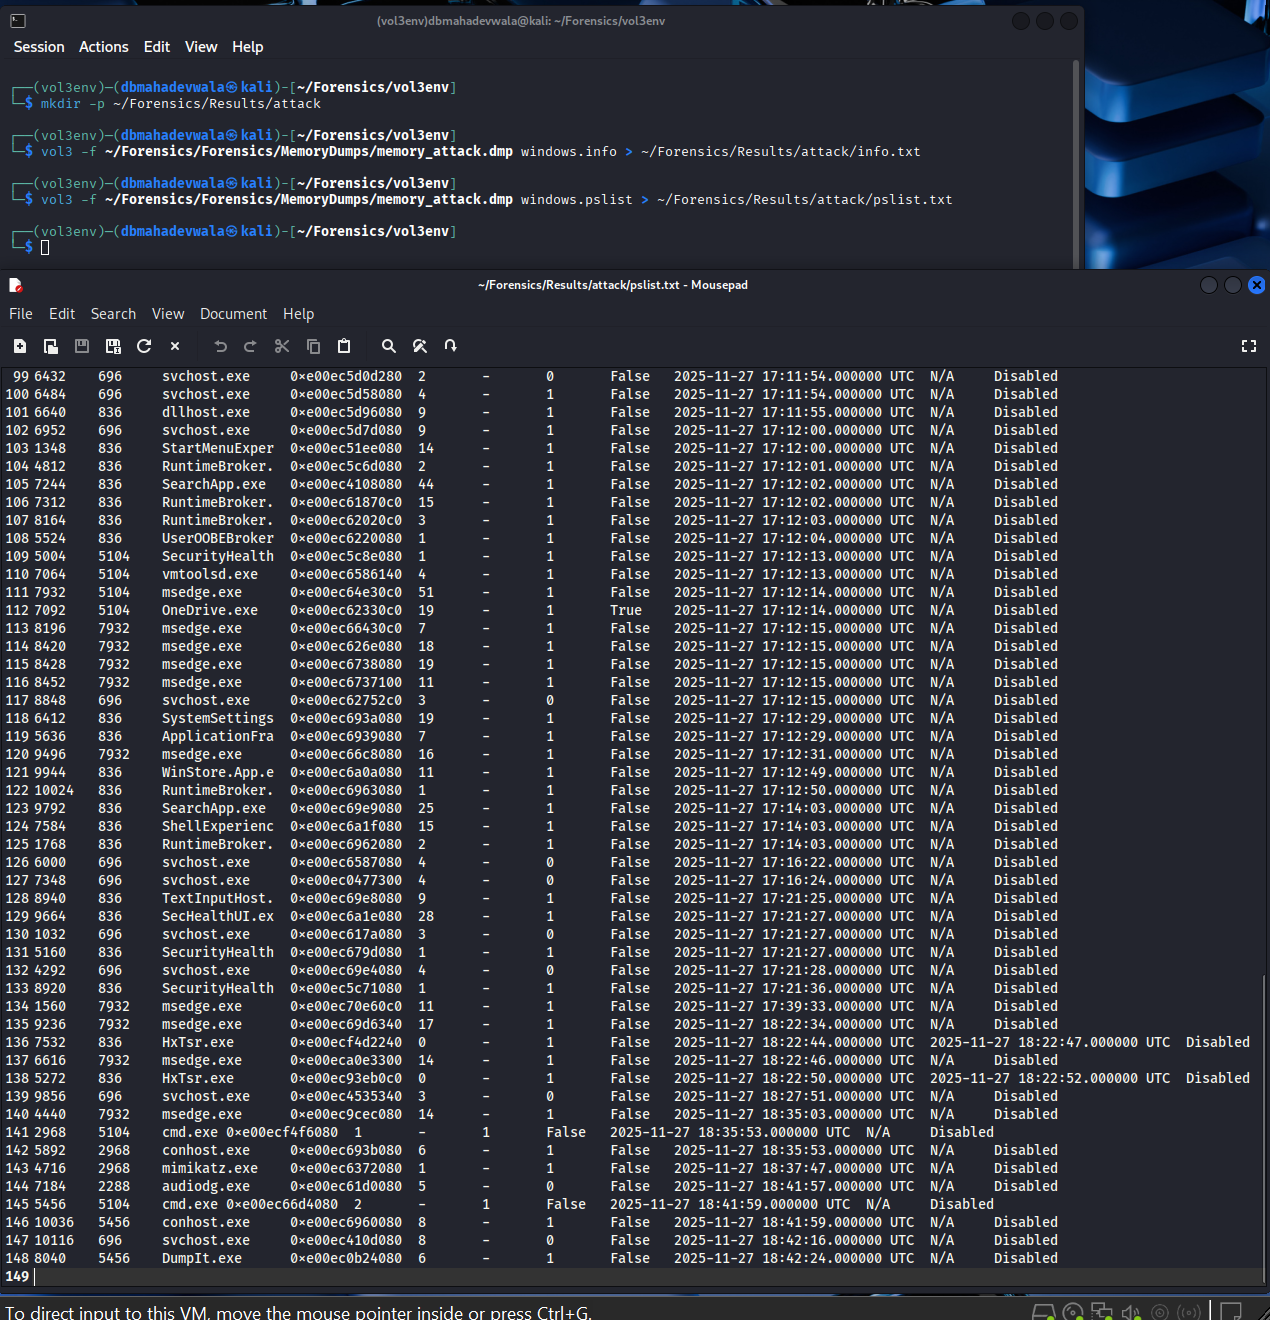 (vol3env)dbmahadevwala@kali: ~/Forensics/vol3env
Session Actions Edit View Help
┌──(vol3env)─(dbmahadevwala㉿kali)-[~/Forensics/vol3env]
└─$ mkdir -p ~/Forensics/Results/attack
┌──(vol3env)─(dbmahadevwala㉿kali)-[~/Forensics/vol3env]
└─$ vol3 -f ~/Forensics/Forensics/MemoryDumps/memory_attack.dmp windows.info > ~/Forensics/Results/attack/info.txt
┌──(vol3env)─(dbmahadevwala㉿kali)-[~/Forensics/vol3env]
└─$ vol3 -f ~/Forensics/Forensics/MemoryDumps/memory_attack.dmp windows.pslist > ~/Forensics/Results/attack/pslist.txt
┌──(vol3env)─(dbmahadevwala㉿kali)-[~/Forensics/vol3env]
└─$
~/Forensics/Results/attack/pslist.txt - Mousepad
File Edit Search View Document Help
99 6432 696 svchost.exe 0xe00ec5d0d280 2 - 0 False 2025-11-27 17:11:54.000000 UTC N/A Disabled
100 6484 696 svchost.exe 0xe00ec5d58080 4 - 1 False 2025-11-27 17:11:54.000000 UTC N/A Disabled
101 6640 836 dllhost.exe 0xe00ec5d96080 9 - 1 False 2025-11-27 17:11:55.000000 UTC N/A Disabled
102 6952 696 svchost.exe 0xe00ec5d7d080 9 - 1 False 2025-11-27 17:12:00.000000 UTC N/A Disabled
103 1348 836 StartMenuExper 0xe00ec51ee080 14 - 1 False 2025-11-27 17:12:00.000000 UTC N/A Disabled
104 4812 836 RuntimeBroker. 0xe00ec5c6d080 2 - 1 False 2025-11-27 17:12:01.000000 UTC N/A Disabled
105 7244 836 SearchApp.exe 0xe00ec4108080 44 - 1 False 2025-11-27 17:12:02.000000 UTC N/A Disabled
106 7312 836 RuntimeBroker. 0xe00ec61870c0 15 - 1 False 2025-11-27 17:12:02.000000 UTC N/A Disabled
107 8164 836 RuntimeBroker. 0xe00ec62020c0 3 - 1 False 2025-11-27 17:12:03.000000 UTC N/A Disabled
108 5524 836 UserOOBEBroker 0xe00ec6220080 1 - 1 False 2025-11-27 17:12:04.000000 UTC N/A Disabled
109 5004 5104 SecurityHealth 0xe00ec5c8e080 1 - 1 False 2025-11-27 17:12:13.000000 UTC N/A Disabled
110 7064 5104 vmtoolsd.exe 0xe00ec6586140 4 - 1 False 2025-11-27 17:12:13.000000 UTC N/A Disabled
111 7932 5104 msedge.exe 0xe00ec64e30c0 51 - 1 False 2025-11-27 17:12:14.000000 UTC N/A Disabled
112 7092 5104 OneDrive.exe 0xe00ec62330c0 19 - 1 True 2025-11-27 17:12:14.000000 UTC N/A Disabled
113 8196 7932 msedge.exe 0xe00ec66430c0 7 - 1 False 2025-11-27 17:12:15.000000 UTC N/A Disabled
114 8420 7932 msedge.exe 0xe00ec626e080 18 - 1 False 2025-11-27 17:12:15.000000 UTC N/A Disabled
115 8428 7932 msedge.exe 0xe00ec6738080 19 - 1 False 2025-11-27 17:12:15.000000 UTC N/A Disabled
116 8452 7932 msedge.exe 0xe00ec6737100 11 - 1 False 2025-11-27 17:12:15.000000 UTC N/A Disabled
117 8848 696 svchost.exe 0xe00ec62752c0 3 - 0 False 2025-11-27 17:12:15.000000 UTC N/A Disabled
118 6412 836 SystemSettings 0xe00ec693a080 19 - 1 False 2025-11-27 17:12:29.000000 UTC N/A Disabled
119 5636 836 ApplicationFra 0xe00ec6939080 7 - 1 False 2025-11-27 17:12:29.000000 UTC N/A Disabled
120 9496 7932 msedge.exe 0xe00ec66c8080 16 - 1 False 2025-11-27 17:12:31.000000 UTC N/A Disabled
121 9944 836 WinStore.App.e 0xe00ec6a0a080 11 - 1 False 2025-11-27 17:12:49.000000 UTC N/A Disabled
122 10024 836 RuntimeBroker. 0xe00ec6963080 1 - 1 False 2025-11-27 17:12:50.000000 UTC N/A Disabled
123 9792 836 SearchApp.exe 0xe00ec69e9080 25 - 1 False 2025-11-27 17:14:03.000000 UTC N/A Disabled
124 7584 836 ShellExperienc 0xe00ec6a1f080 15 - 1 False 2025-11-27 17:14:03.000000 UTC N/A Disabled
125 1768 836 RuntimeBroker. 0xe00ec6962080 2 - 1 False 2025-11-27 17:14:03.000000 UTC N/A Disabled
126 6000 696 svchost.exe 0xe00ec6587080 4 - 0 False 2025-11-27 17:16:22.000000 UTC N/A Disabled
127 7348 696 svchost.exe 0xe00ec0477300 4 - 0 False 2025-11-27 17:16:24.000000 UTC N/A Disabled
128 8940 836 TextInputHost. 0xe00ec69e8080 9 - 1 False 2025-11-27 17:21:25.000000 UTC N/A Disabled
129 9664 836 SecHealthUI.ex 0xe00ec6a1e080 28 - 1 False 2025-11-27 17:21:27.000000 UTC N/A Disabled
130 1032 696 svchost.exe 0xe00ec617a080 3 - 0 False 2025-11-27 17:21:27.000000 UTC N/A Disabled
131 5160 836 SecurityHealth 0xe00ec679d080 1 - 1 False 2025-11-27 17:21:27.000000 UTC N/A Disabled
132 4292 696 svchost.exe 0xe00ec69e4080 4 - 0 False 2025-11-27 17:21:28.000000 UTC N/A Disabled
133 8920 836 SecurityHealth 0xe00ec5c71080 1 - 1 False 2025-11-27 17:21:36.000000 UTC N/A Disabled
134 1560 7932 msedge.exe 0xe00ec70e60c0 11 - 1 False 2025-11-27 17:39:33.000000 UTC N/A Disabled
135 9236 7932 msedge.exe 0xe00ec69d6340 17 - 1 False 2025-11-27 18:22:34.000000 UTC N/A Disabled
136 7532 836 HxTsr.exe 0xe00ecf4d2240 0 - 1 False 2025-11-27 18:22:44.000000 UTC 2025-11-27 18:22:47.000000 UTC Disabled
137 6616 7932 msedge.exe 0xe00eca0e3300 14 - 1 False 2025-11-27 18:22:46.000000 UTC N/A Disabled
138 5272 836 HxTsr.exe 0xe00ec93eb0c0 0 - 1 False 2025-11-27 18:22:50.000000 UTC 2025-11-27 18:22:52.000000 UTC Disabled
139 9856 696 svchost.exe 0xe00ec4535340 3 - 0 False 2025-11-27 18:27:51.000000 UTC N/A Disabled
140 4440 7932 msedge.exe 0xe00ec9cec080 14 - 1 False 2025-11-27 18:35:03.000000 UTC N/A Disabled
141 2968 5104 cmd.exe 0xe00ecf4f6080 1 - 1 False 2025-11-27 18:35:53.000000 UTC N/A Disabled
142 5892 2968 conhost.exe 0xe00ec693b080 6 - 1 False 2025-11-27 18:35:53.000000 UTC N/A Disabled
143 4716 2968 mimikatz.exe 0xe00ec6372080 1 - 1 False 2025-11-27 18:37:47.000000 UTC N/A Disabled
144 7184 2288 audiodg.exe 0xe00ec61d0080 5 - 0 False 2025-11-27 18:41:57.000000 UTC N/A Disabled
145 5456 5104 cmd.exe 0xe00ec66d4080 2 - 1 False 2025-11-27 18:41:59.000000 UTC N/A Disabled
146 10036 5456 conhost.exe 0xe00ec6960080 8 - 1 False 2025-11-27 18:41:59.000000 UTC N/A Disabled
147 10116 696 svchost.exe 0xe00ec410d080 8 - 0 False 2025-11-27 18:42:16.000000 UTC N/A Disabled
148 8040 5456 DumpIt.exe 0xe00ec0b24080 6 - 1 False 2025-11-27 18:42:24.000000 UTC N/A Disabled
149
To direct input to this VM, move the mouse pointer inside or press Ctrl+G.